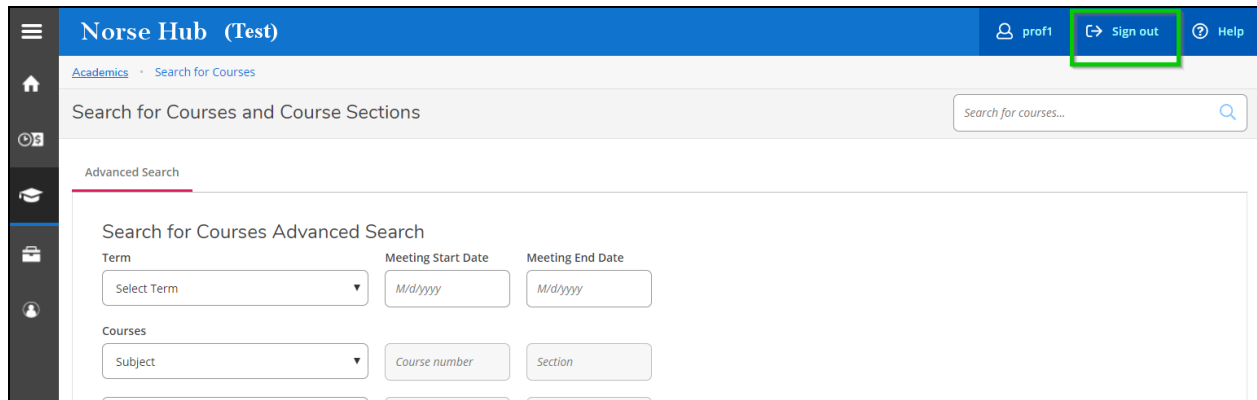 Norse Hub (Test)
prof1
Sign out
Help
Academics · Search for Courses
Search for Courses and Course Sections
Search for courses...
Advanced Search
Search for Courses Advanced Search
Term Meeting Start Date Meeting End Date
Select Term M/d/yyyy M/d/yyyy
Courses
Subject Course number Section